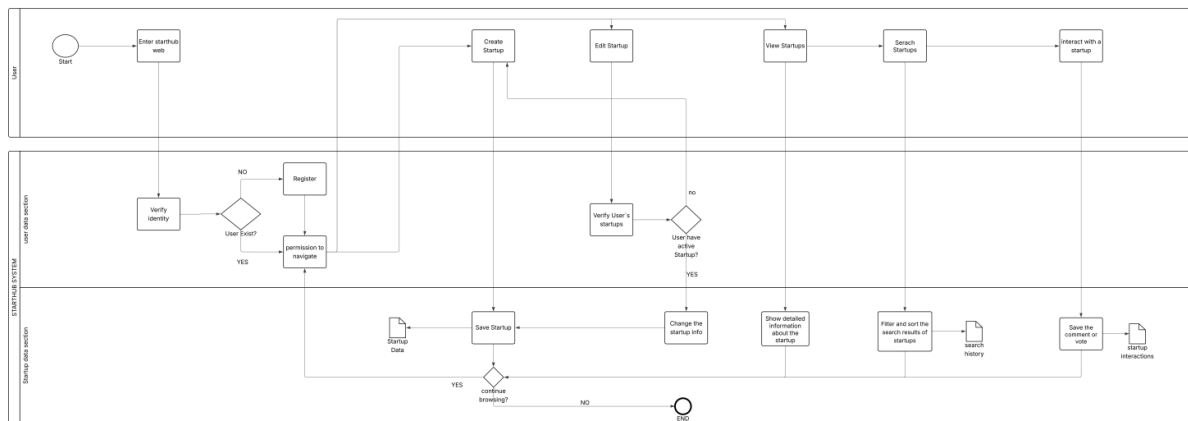 User
Start
Enter starthub
web
Create
Startup
Edit Startup
View Startups
Serach
Startups
interact with a
startup
STARTHUB SYSTEM
user data section
Verify
identity
User Exist?
NO
YES
Register
permission to
navigate
Verify User´s
startups
no
User have
active
Startup?
YES
Startup data section
Startup
Data
Save Startup
Change the
startup info
Show detailed
information
about the
startup
Filter and sort the
search results of
startups
search
history
Save the
comment or
vote
startup
interactions
YES
continue
browsing?
NO
END